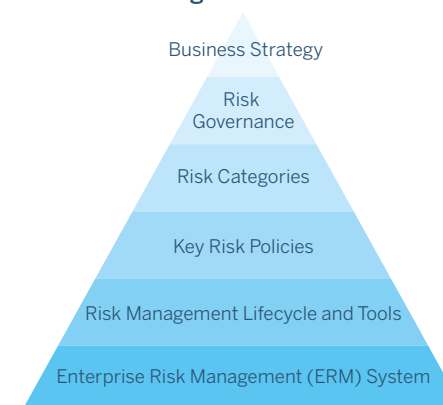 Business Strategy
Risk
Governance
Risk Categories
Key Risk Policies
Risk Management Lifecycle and Tools
Enterprise Risk Management (ERM) System